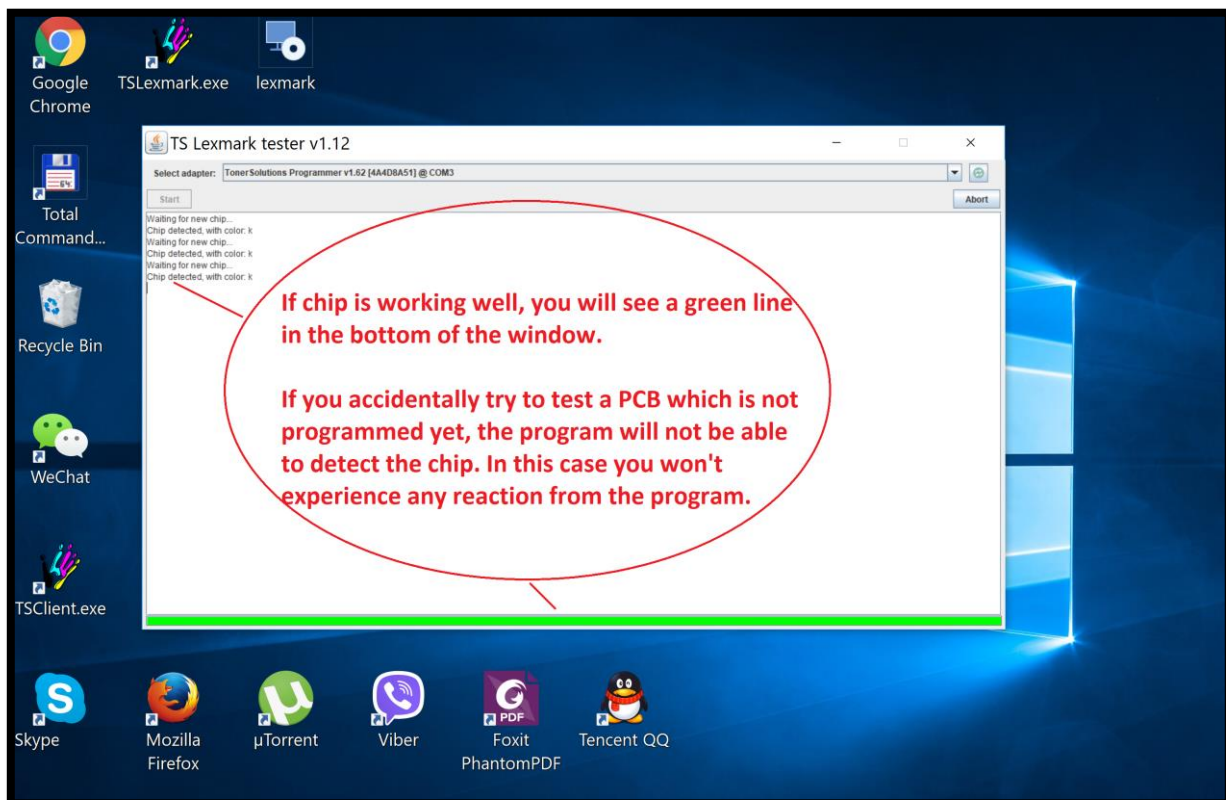 Google
Chrome
TSLexmark.exe
lexmark
TS Lexmark tester v1.12
Select adapter:
TonerSolutions Programmer v1.62 [4A4D8A51] @ COM3
Start
Abort
Waiting for new chip...
Chip detected, with color: k
Waiting for new chip...
Chip detected, with color: k
Waiting for new chip...
Chip detected, with color: k
If chip is working well, you will see a green line
in the bottom of the window.
If you accidentally try to test a PCB which is not
programmed yet, the program will not be able
to detect the chip. In this case you won't
experience any reaction from the program.
64
Total
Command...
Recycle Bin
WeChat
TSClient.exe
S
Skype
Mozilla
Firefox
µ
µTorrent
Viber
G
PDF
Foxit
PhantomPDF
Tencent QQ